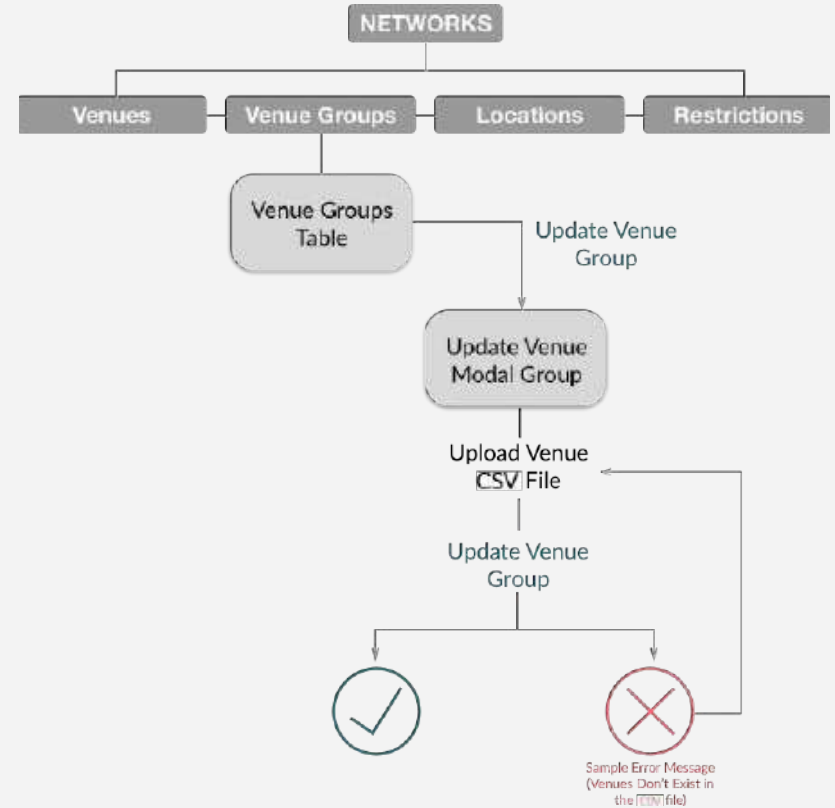 NETWORKS
Venues
Venue Groups
Locations
Restrictions
Venue Groups
Table
Update Venue
Group
Update Venue
Modal Group
Upload Venue
CSV File
Update Venue
Group
Sample Error Message
(Venues Don't Exist in
the CSV file)